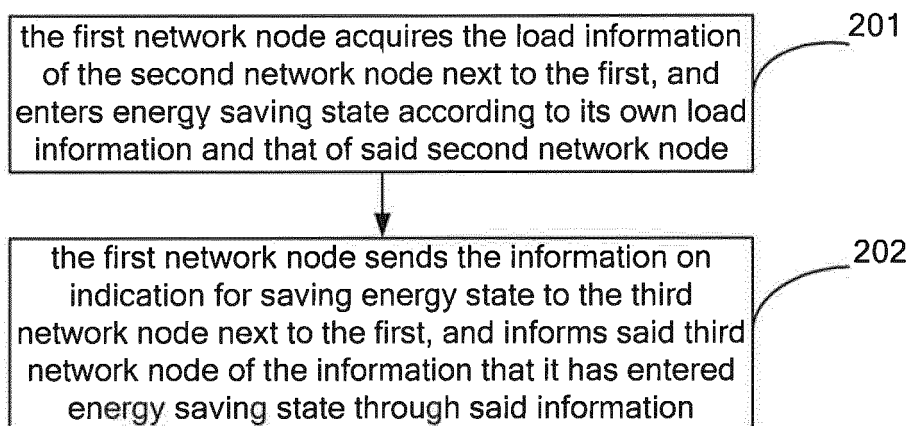 the first network node acquires the load information
of the second network node next to the first, and
enters energy saving state according to its own load
information and that of said second network node
201
the first network node sends the information on
indication for saving energy state to the third
network node next to the first, and informs said third
network node of the information that it has entered
energy saving state through said information
202